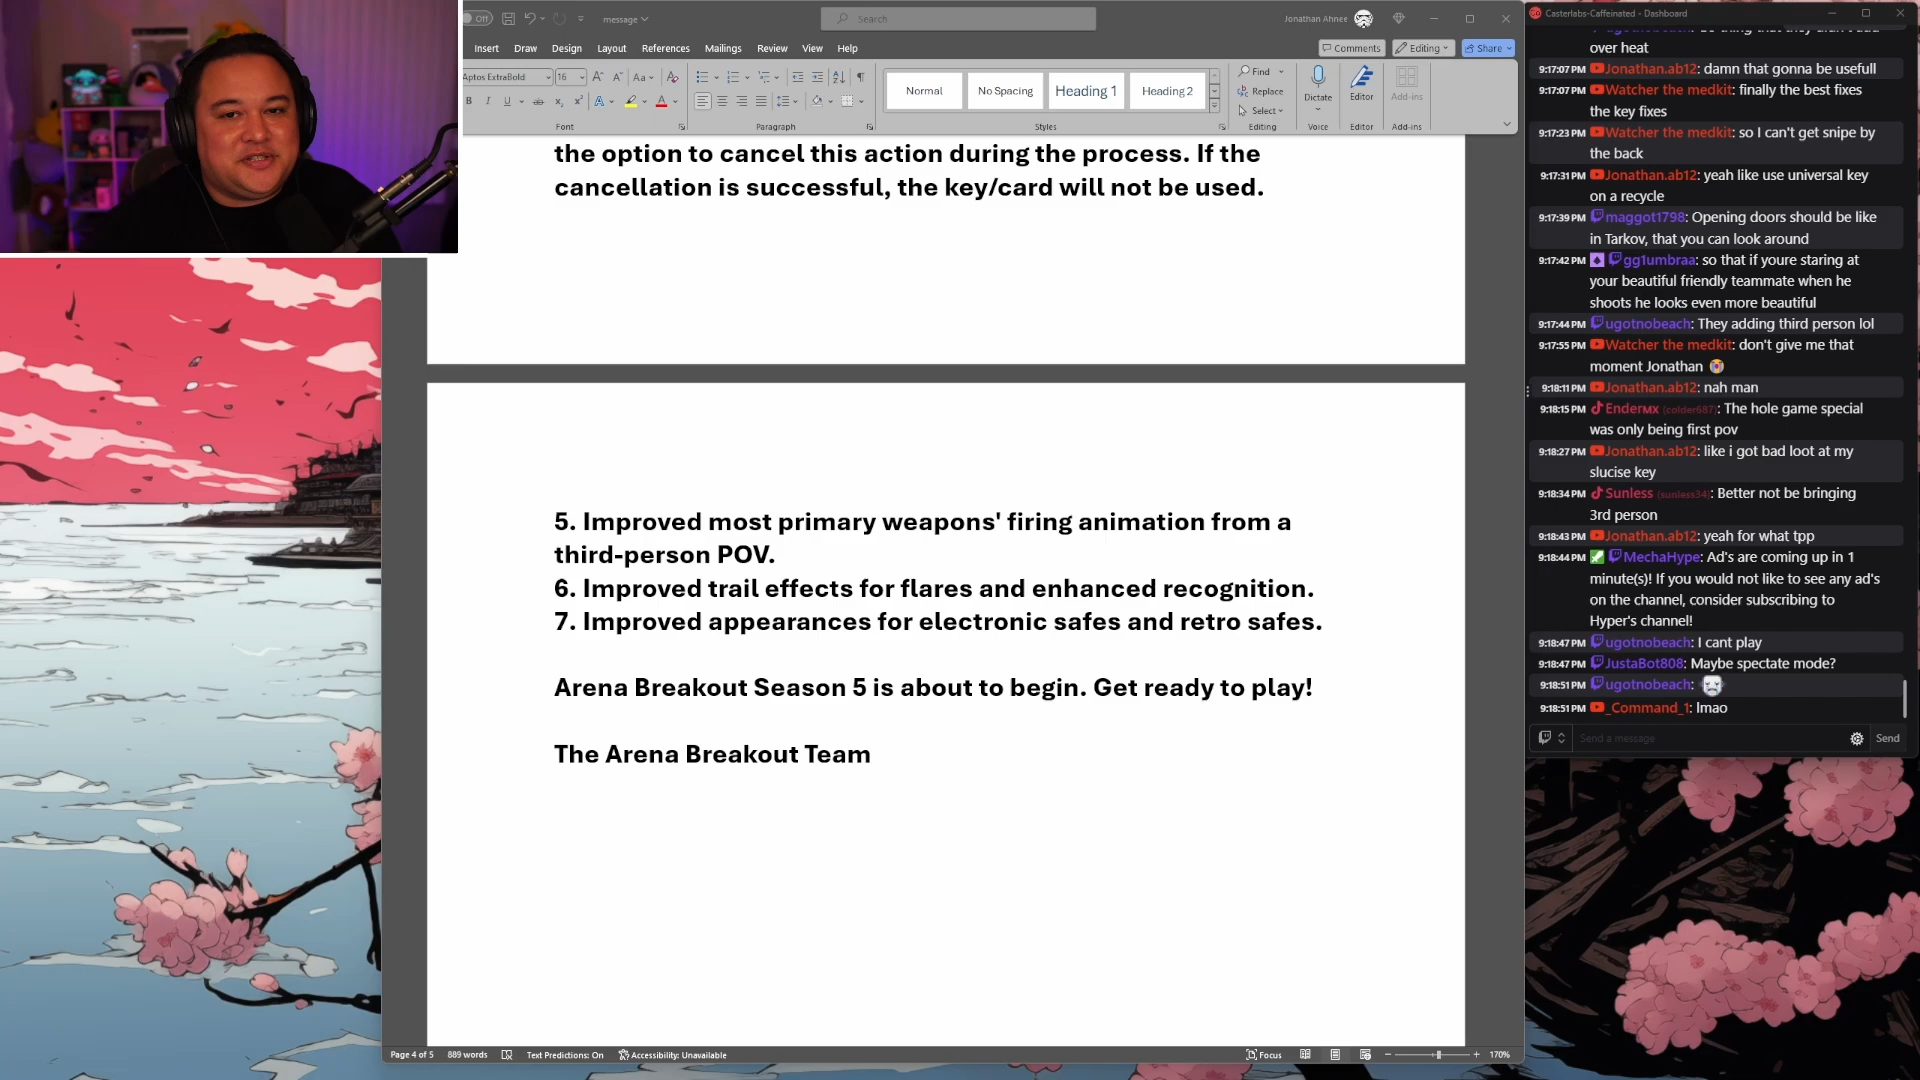 Off
message
Search
Jonathan Ahnee
Insert Draw Design Layout References Mailings Review View Help
Comments Editing Share
Aptos ExtraBold 16
Normal No Spacing Heading 1 Heading 2
Find
Replace
Select
Dictate Editor Add-ins
Font Paragraph Styles Editing Voice Editor Add-ins
the option to cancel this action during the process. If the
cancellation is successful, the key/card will not be used.
5. Improved most primary weapons' firing animation from a
third-person POV.
6. Improved trail effects for flares and enhanced recognition.
7. Improved appearances for electronic safes and retro safes.
Arena Breakout Season 5 is about to begin. Get ready to play!
The Arena Breakout Team
Page 4 of 5 889 words Text Predictions: On Accessibility: Unavailable
Focus 170%
Casterlabs-Caffeinated - Dashboard
over heat
9:17:07 PM Jonathan.ab12: damn that gonna be usefull
9:17:07 PM Watcher the medkit: finally the best fixes
the key fixes
9:17:23 PM Watcher the medkit: so I can't get snipe by
the back
9:17:31 PM Jonathan.ab12: yeah like use universal key
on a recycle
9:17:39 PM maggot1798: Opening doors should be like
in Tarkov, that you can look around
9:17:42 PM gg1umbraa: so that if youre staring at
your beautiful friendly teammate when he
shoots he looks even more beautiful
9:17:44 PM ugotnobeach: They adding third person lol
9:17:55 PM Watcher the medkit: don't give me that
moment Jonathan
9:18:11 PM Jonathan.ab12: nah man
9:18:15 PM Enderмx (colder687): The hole game special
was only being first pov
9:18:27 PM Jonathan.ab12: like i got bad loot at my
slucise key
9:18:34 PM Sunless (sunless34): Better not be bringing
3rd person
9:18:43 PM Jonathan.ab12: yeah for what tpp
9:18:44 PM MechaHype: Ad's are coming up in 1
minute(s)! If you would not like to see any ad's
on the channel, consider subscribing to
Hyper's channel!
9:18:47 PM ugotnobeach: I cant play
9:18:47 PM JustaBot808: Maybe spectate mode?
9:18:51 PM ugotnobeach:
9:18:51 PM _Command_1: lmao
Send a message
Send